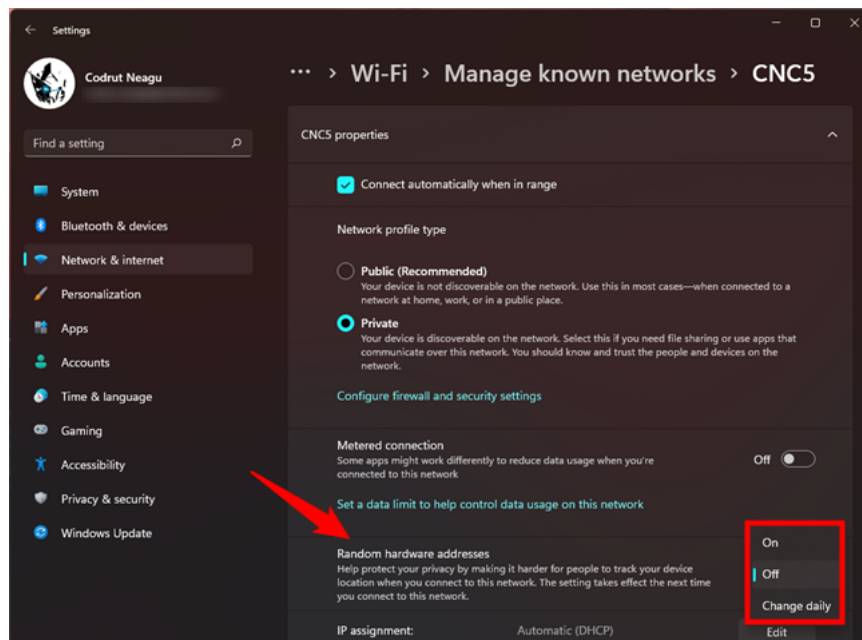 Settings
Codrut Neagu
Find a setting
System
Bluetooth & devices
Network & internet
Personalization
Apps
Accounts
Time & language
Gaming
Accessibility
Privacy & security
Windows Update
... > Wi-Fi > Manage known networks > CNC5
CNC5 properties
Connect automatically when in range
Network profile type
Public (Recommended)
Your device is not discoverable on the network. Use this in most cases—when connected to a
network at home, work, or in a public place.
Private
Your device is discoverable on the network. Select this if you need file sharing or use apps that
communicate over this network. You should know and trust the people and devices on the
network.
Configure firewall and security settings
Metered connection
Some apps might work differently to reduce data usage when you're
connected to this network
Off
Set a data limit to help control data usage on this network
Random hardware addresses
Help protect your privacy by making it harder for people to track your device
location when you connect to this network. The setting takes effect the next time
you connect to this network.
On
Off
Change daily
IP assignment: Automatic (DHCP)
Edit